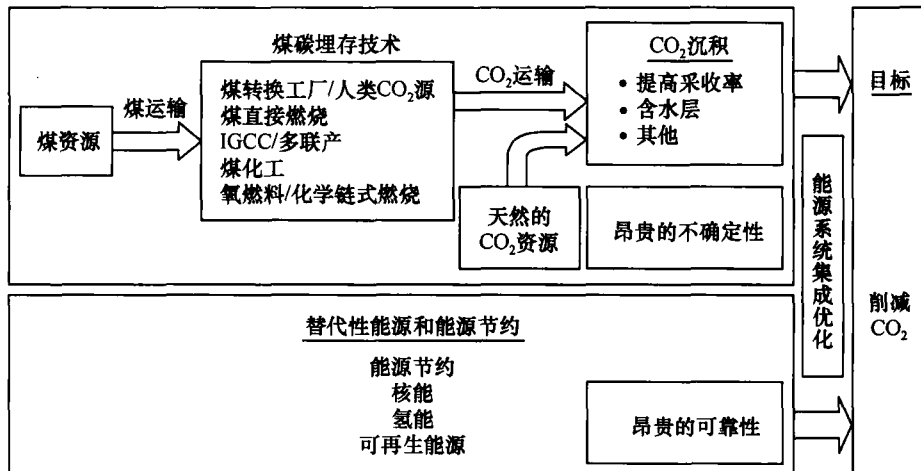 煤碳埋存技术
煤资源
煤运输
煤转换工厂/人类CO₂源
煤直接燃烧
IGCC/多联产
煤化工
氧燃料/化学链式燃烧
CO₂运输
CO₂沉积
• 提高采收率
• 含水层
• 其他
天然的
CO₂资源
昂贵的不确定性
替代性能源和能源节约
能源节约
核能
氢能
可再生能源
昂贵的可靠性
能源系统集成优化
目标
削减
CO₂